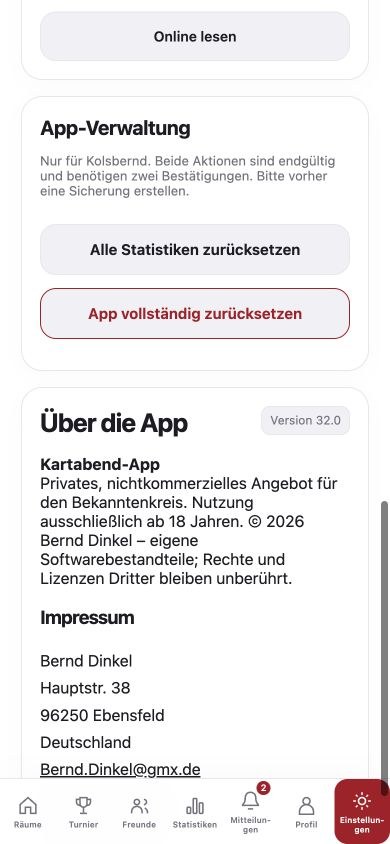 Online lesen
App-Verwaltung
Nur für Kolsbernd. Beide Aktionen sind endgültig
und benötigen zwei Bestätigungen. Bitte vorher
eine Sicherung erstellen.
Alle Statistiken zurücksetzen
App vollständig zurücksetzen
Über die App
Version 32.0
Kartabend-App
Privates, nichtkommerzielles Angebot für
den Bekanntenkreis. Nutzung
ausschließlich ab 18 Jahren. © 2026
Bernd Dinkel – eigene
Softwarebestandteile; Rechte und
Lizenzen Dritter bleiben unberührt.
Impressum
Bernd Dinkel
Hauptstr. 38
96250 Ebensfeld
Deutschland
Bernd.Dinkel@gmx.de
2
Räume
Turnier
Freunde
Statistiken
Mitteilun-
gen
Profil
Einstellun-
gen